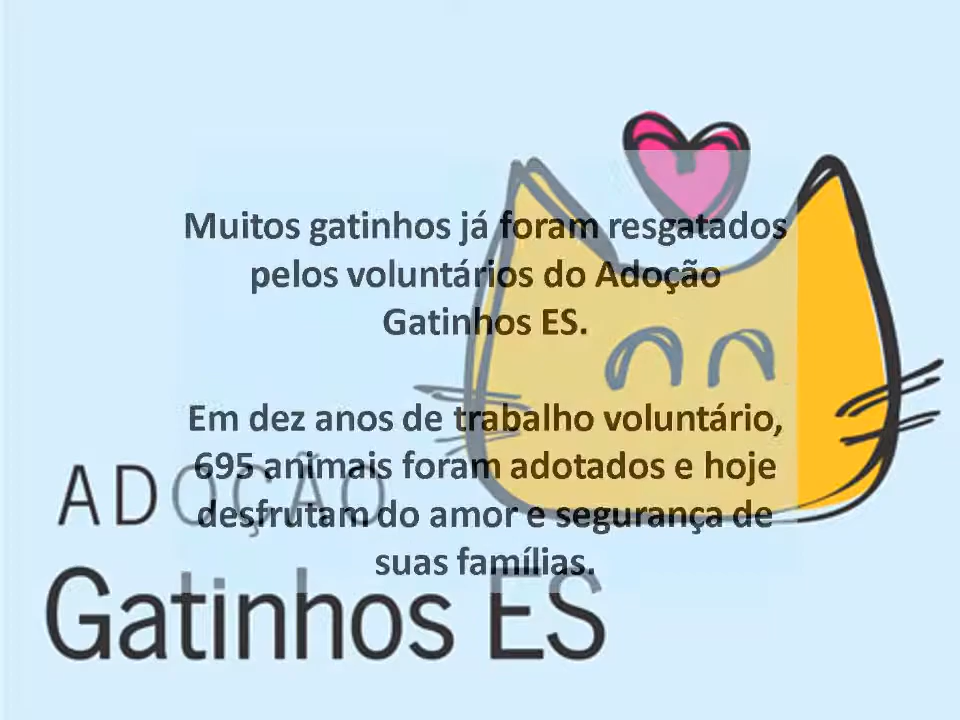 Muitos gatinhos já foram resgatados
pelos voluntários do Adoção
Gatinhos ES.
Em dez anos de trabalho voluntário,
695 animais foram adotados e hoje
desfrutam do amor e segurança de
suas famílias.
ADOÇÃO
Gatinhos ES